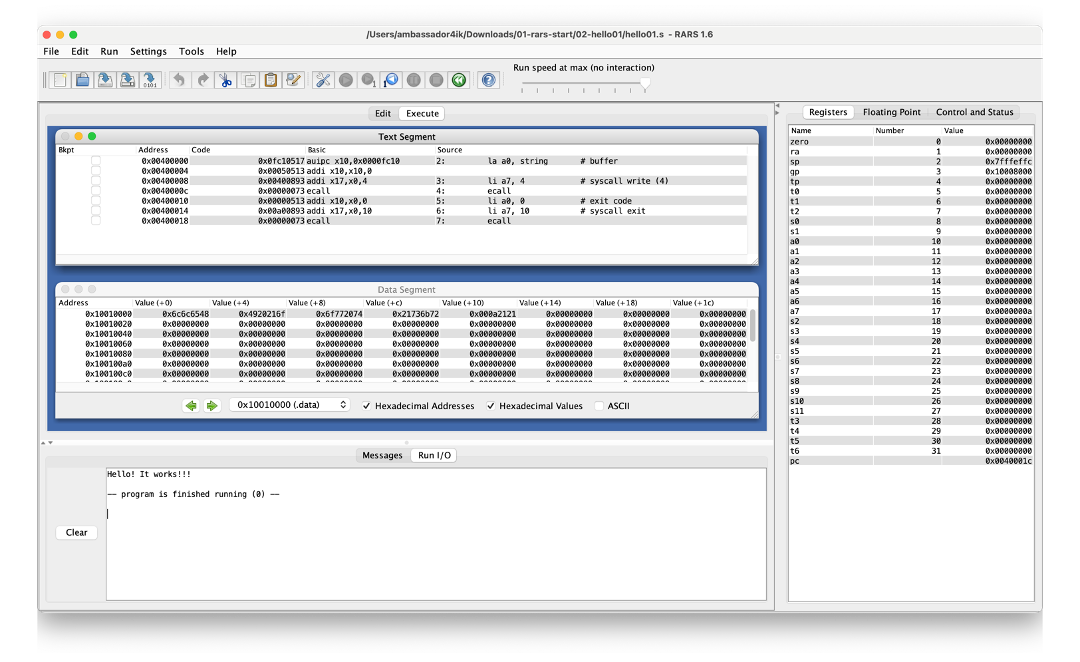 /Users/ambassador4ik/Downloads/01-rars-start/02-hello01/hello01.s - RARS 1.6
File Edit Run Settings Tools Help
Run speed at max (no interaction)
Edit Execute
Text Segment
Bkpt Address Code Basic Source
0x00400000 0x0fc10517 auipc x10,0x0000fc10 2: la a0, string # buffer
0x00400004 0x00050513 addi x10,x10,0
0x00400008 0x00400893 addi x17,x0,4 3: li a7, 4 # syscall write (4)
0x0040000c 0x00000073 ecall 4: ecall
0x00400010 0x00000513 addi x10,x0,0 5: li a0, 0 # exit code
0x00400014 0x00a00893 addi x17,x0,10 6: li a7, 10 # syscall exit
0x00400018 0x00000073 ecall 7: ecall
Data Segment
Address Value (+0) Value (+4) Value (+8) Value (+c) Value (+10) Value (+14) Value (+18) Value (+1c)
0x10010000 0x6c6c6548 0x4920216f 0x6f772074 0x21736b72 0x000a2121 0x00000000 0x00000000 0x00000000
0x10010020 0x00000000 0x00000000 0x00000000 0x00000000 0x00000000 0x00000000 0x00000000 0x00000000
0x10010040 0x00000000 0x00000000 0x00000000 0x00000000 0x00000000 0x00000000 0x00000000 0x00000000
0x10010060 0x00000000 0x00000000 0x00000000 0x00000000 0x00000000 0x00000000 0x00000000 0x00000000
0x10010080 0x00000000 0x00000000 0x00000000 0x00000000 0x00000000 0x00000000 0x00000000 0x00000000
0x100100a0 0x00000000 0x00000000 0x00000000 0x00000000 0x00000000 0x00000000 0x00000000 0x00000000
0x100100c0 0x00000000 0x00000000 0x00000000 0x00000000 0x00000000 0x00000000 0x00000000 0x00000000
0x10010000 (.data) Hexadecimal Addresses Hexadecimal Values ASCII
Messages Run I/O
Hello! It works!!!
-- program is finished running (0) --
Clear
Registers Floating Point Control and Status
Name Number Value
zero 0 0x00000000
ra 1 0x00000000
sp 2 0x7fffeffc
gp 3 0x10008000
tp 4 0x00000000
t0 5 0x00000000
t1 6 0x00000000
t2 7 0x00000000
s0 8 0x00000000
s1 9 0x00000000
a0 10 0x00000000
a1 11 0x00000000
a2 12 0x00000000
a3 13 0x00000000
a4 14 0x00000000
a5 15 0x00000000
a6 16 0x00000000
a7 17 0x0000000a
s2 18 0x00000000
s3 19 0x00000000
s4 20 0x00000000
s5 21 0x00000000
s6 22 0x00000000
s7 23 0x00000000
s8 24 0x00000000
s9 25 0x00000000
s10 26 0x00000000
s11 27 0x00000000
t3 28 0x00000000
t4 29 0x00000000
t5 30 0x00000000
t6 31 0x00000000
pc 0x0040001c